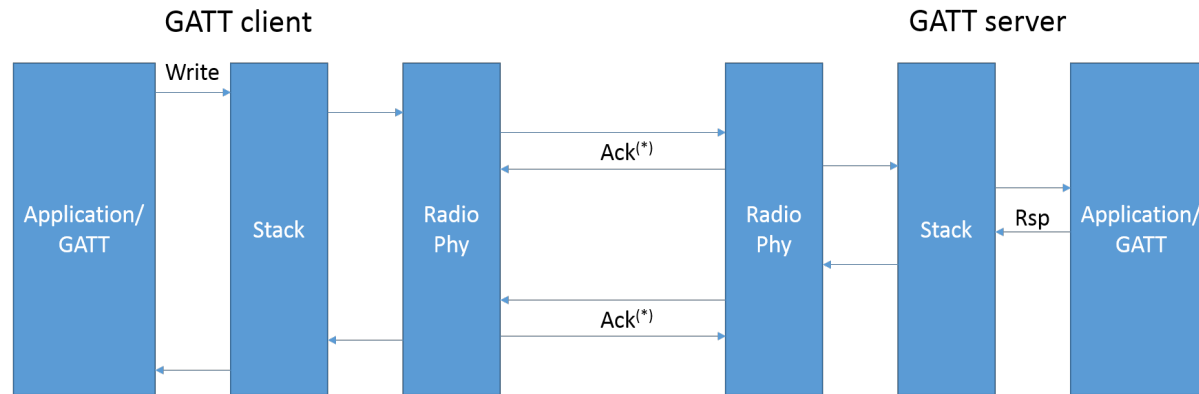 GATT client
GATT server
Write
Ack(*)
Application/
GATT
Stack
Radio
Phy
Radio
Phy
Stack
Rsp
Application/
GATT
Ack(*)